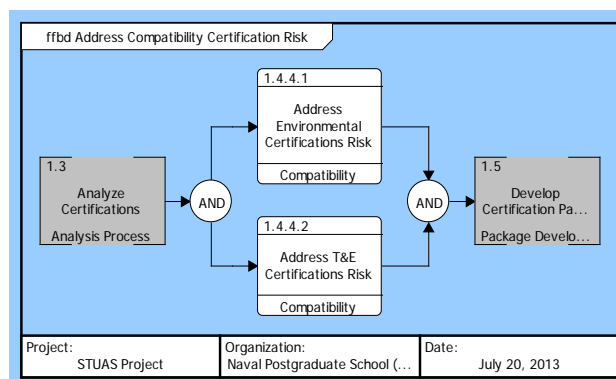 ffbd Address Compatibility Certification Risk
1.4.4.1
Address
Environmental
Certifications Risk
Compatibility
1.3
Analyze
Certifications
Analysis Process
AND
AND
1.5
Develop
Certification Pa...
Package Develo...
1.4.4.2
Address T&E
Certifications Risk
Compatibility
Project:
STUAS Project
Organization:
Naval Postgraduate School (...
Date:
July 20, 2013